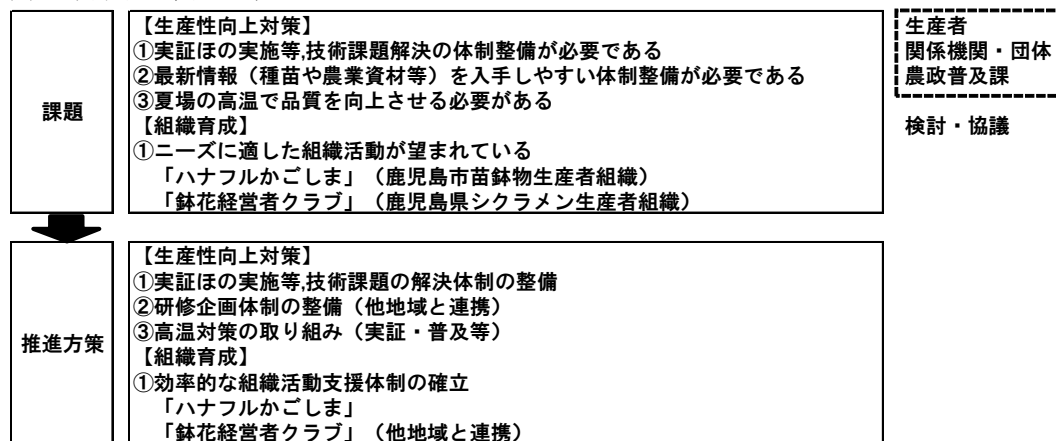 課題
【生産性向上対策】
①実証ほの実施等,技術課題解決の体制整備が必要である
②最新情報（種苗や農業資材等）を入手しやすい体制整備が必要である
③夏場の高温で品質を向上させる必要がある
【組織育成】
①ニーズに適した組織活動が望まれている
「ハナフルかごしま」（鹿児島市苗鉢物生産者組織）
「鉢花経営者クラブ」（鹿児島県シクラメン生産者組織）
生産者
関係機関・団体
農政普及課
検討・協議
推進方策
【生産性向上対策】
①実証ほの実施等,技術課題の解決体制の整備
②研修企画体制の整備（他地域と連携）
③高温対策の取り組み（実証・普及等）
【組織育成】
①効率的な組織活動支援体制の確立
「ハナフルかごしま」
「鉢花経営者クラブ」（他地域と連携）